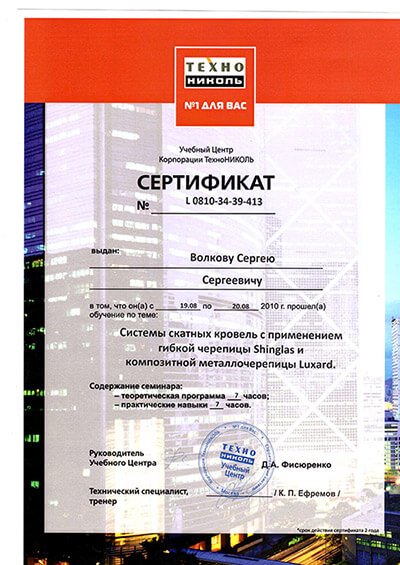 ТЕХНО
НИКОЛЬ
№1 ДЛЯ ВАС
Учебный Центр
Корпорации ТехноНИКОЛЬ
СЕРТИФИКАТ
№ L 0810-34-39-413
выдан:
Волкову Сергею
Сергеевичу
в том, что он(а) с 19.08 по 20.08 2010 г. прошел(а)
обучение по теме:
Системы скатных кровель с применением
гибкой черепицы Shinglas и
композитной металлочерепицы Luxard.
Содержание семинара:
– теоретическая программа 7 часов;
– практические навыки 7 часов.
Руководитель
Учебного Центра
Д.А. Фисюренко
ТЕХНО
НИКОЛЬ
Учебный
Центр
Технический специалист,
тренер
/ К. П. Ефремов /
*срок действия сертификата 2 года